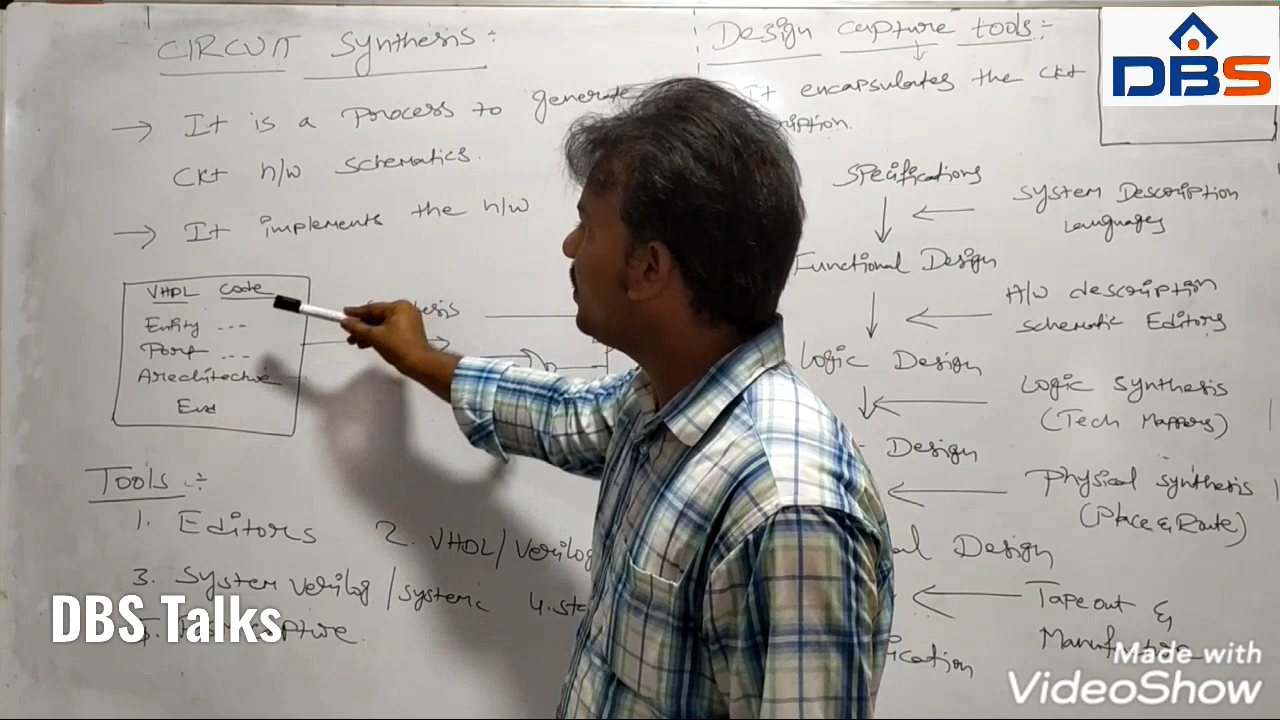 CIRCUIT Synthesis:
→ It is a process to generate
CKt h/w schematics.
→ It implements the h/w
VHDL Code
Entity ---
Port ---
Arechitecture
End
Tools :-
1. Editors 2. VHDL/Verilog
3. System verilog / systemc 4.
DBS Talks
Design capture tools:-
It encapsulates the ckt
Specifications
System Description
Languages
Functional Design
H/w description
schematic Editors
Logic Design
Logic synthesis
(Tech Mappers)
Design
Physical synthesis
(Place & Route)
Design
Tapeout &
DBS
Made with
VideoShow